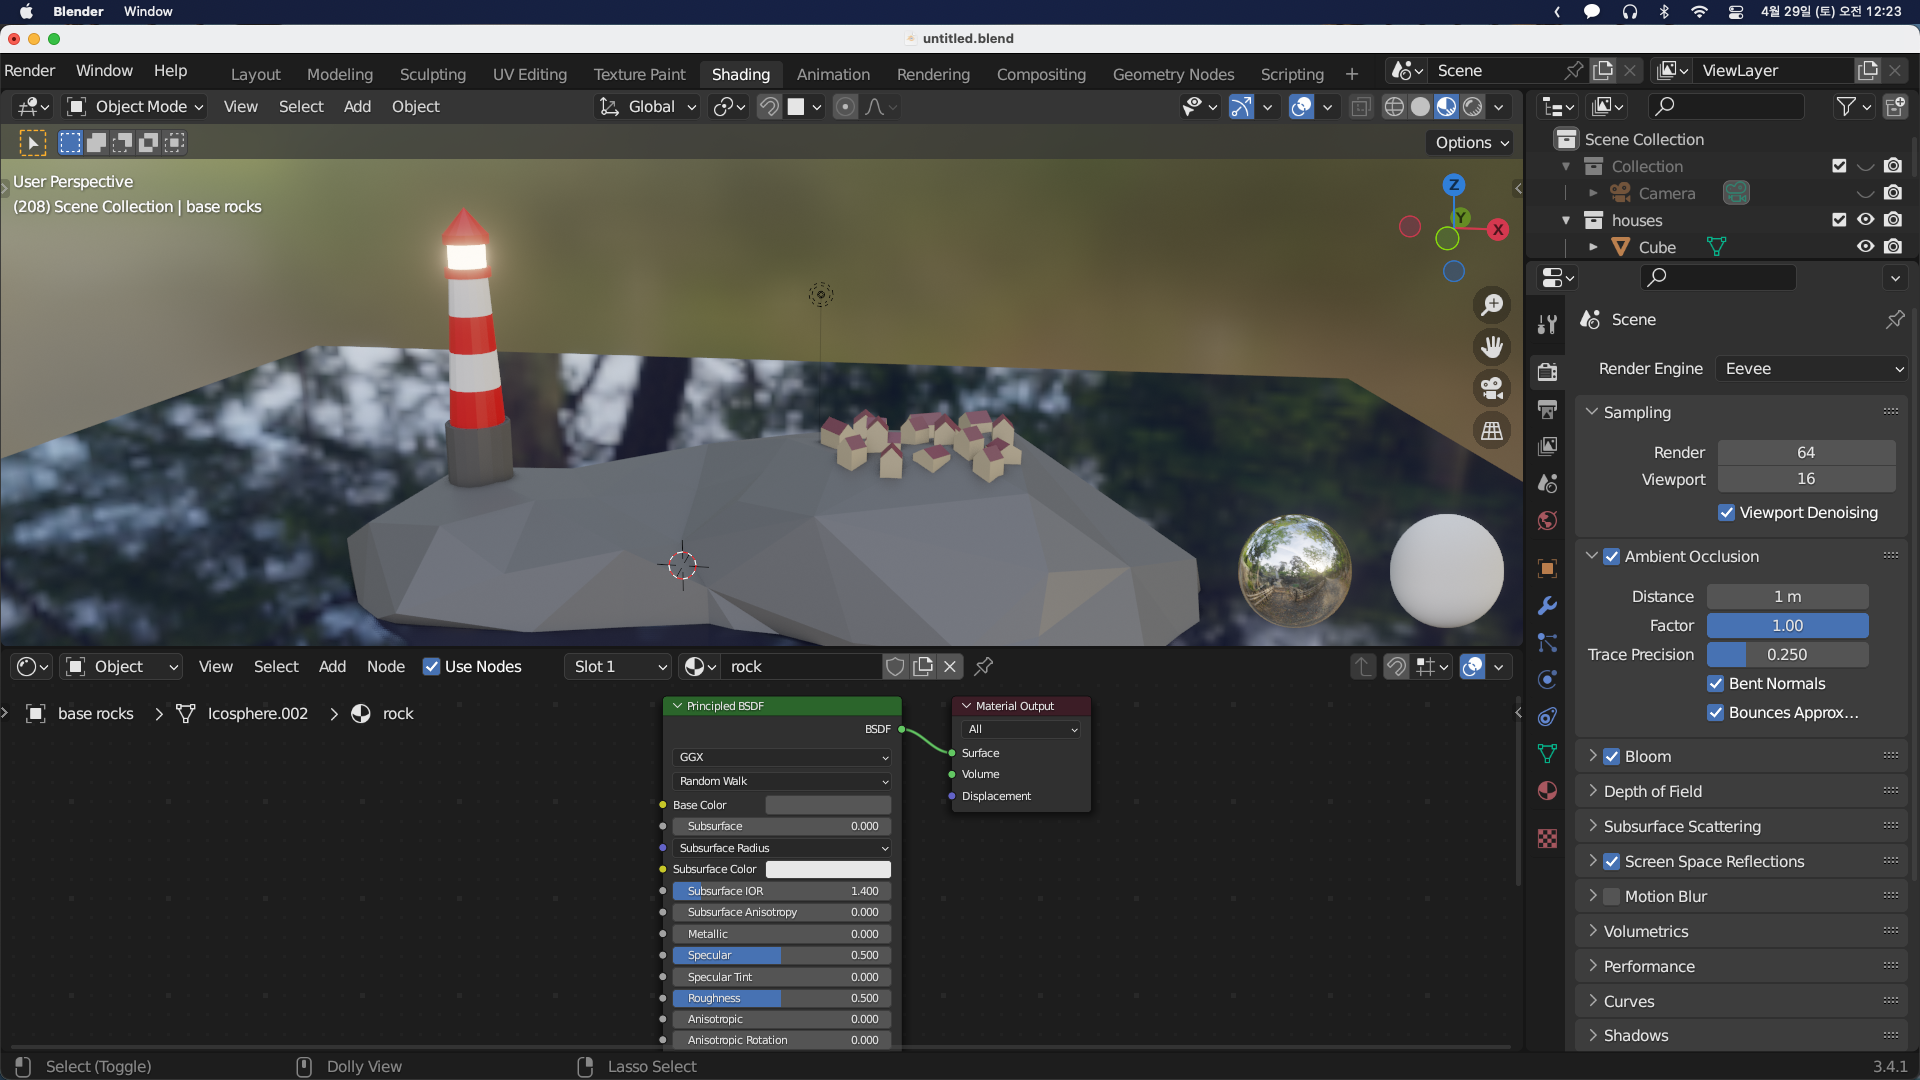 Blender Window
4월 29일 (토) 오전 12:23
untitled.blend
Render Window Help
Layout Modeling Sculpting UV Editing Texture Paint Shading Animation Rendering Compositing Geometry Nodes Scripting
Scene
ViewLayer
Object Mode View Select Add Object
Global
Options
User Perspective
(208) Scene Collection | base rocks
Z
Y
X
Scene Collection
Collection
Camera
houses
Cube
Scene
Render Engine Eevee
Sampling
Render 64
Viewport 16
Viewport Denoising
Ambient Occlusion
Distance 1 m
Factor 1.00
Trace Precision 0.250
Bent Normals
Bounces Approx...
Bloom
Depth of Field
Subsurface Scattering
Screen Space Reflections
Motion Blur
Volumetrics
Performance
Curves
Shadows
Object View Select Add Node Use Nodes Slot 1 rock
base rocks > Icosphere.002 > rock
Principled BSDF
BSDF
GGX
Random Walk
Base Color
Subsurface 0.000
Subsurface Radius
Subsurface Color
Subsurface IOR 1.400
Subsurface Anisotropy 0.000
Metallic 0.000
Specular 0.500
Specular Tint 0.000
Roughness 0.500
Anisotropic 0.000
Anisotropic Rotation 0.000
Material Output
All
Surface
Volume
Displacement
Select (Toggle) Dolly View Lasso Select
3.4.1